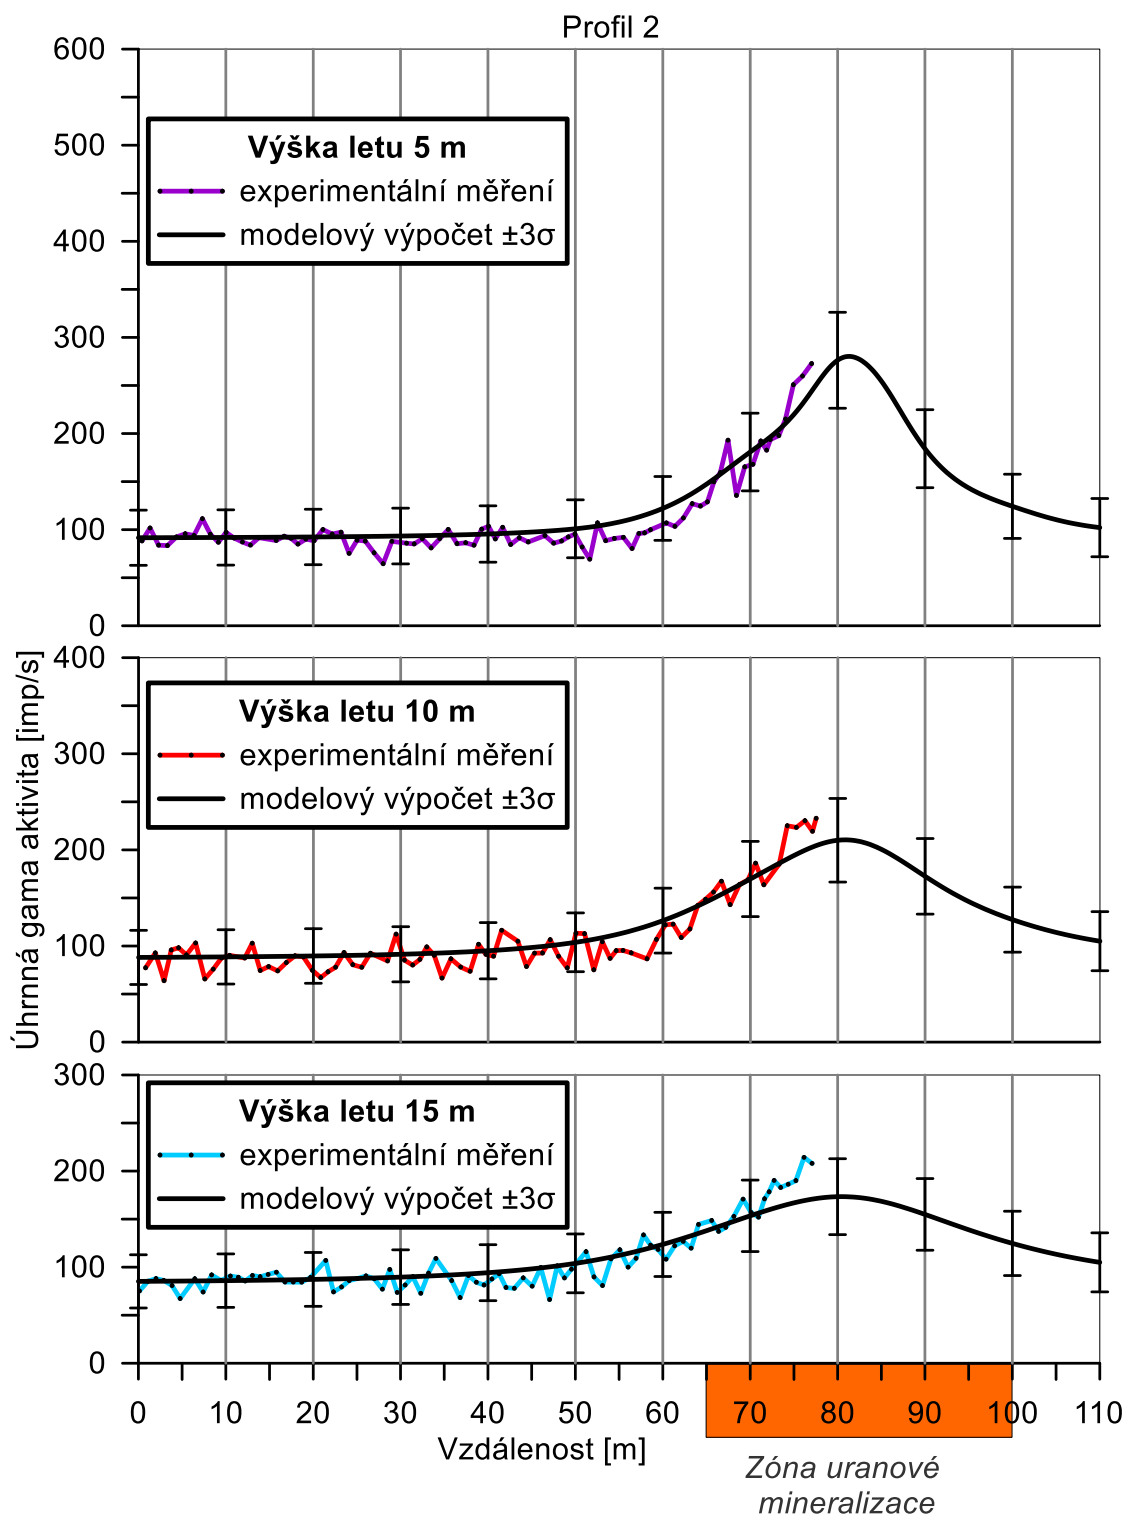 Profil 2
600
500
400
300
200
100
0
Výška letu 5 m
experimentální měření
modelový výpočet ±3σ
Úhrnná gama aktivita [imp/s]
400
300
200
100
0
Výška letu 10 m
experimentální měření
modelový výpočet ±3σ
300
200
100
0
Výška letu 15 m
experimentální měření
modelový výpočet ±3σ
0 10 20 30 40 50 60 70 80 90 100 110
Vzdálenost [m]
Zóna uranové
mineralizace